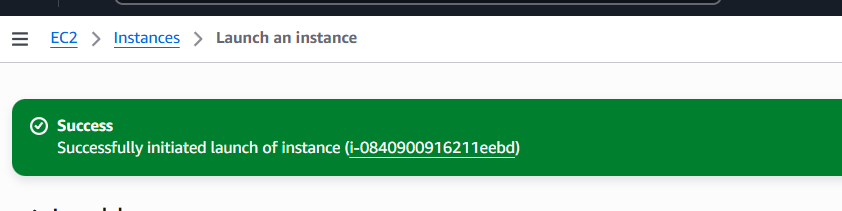 EC2 > Instances > Launch an instance
Success
Successfully initiated launch of instance (i-0840900916211eebd)